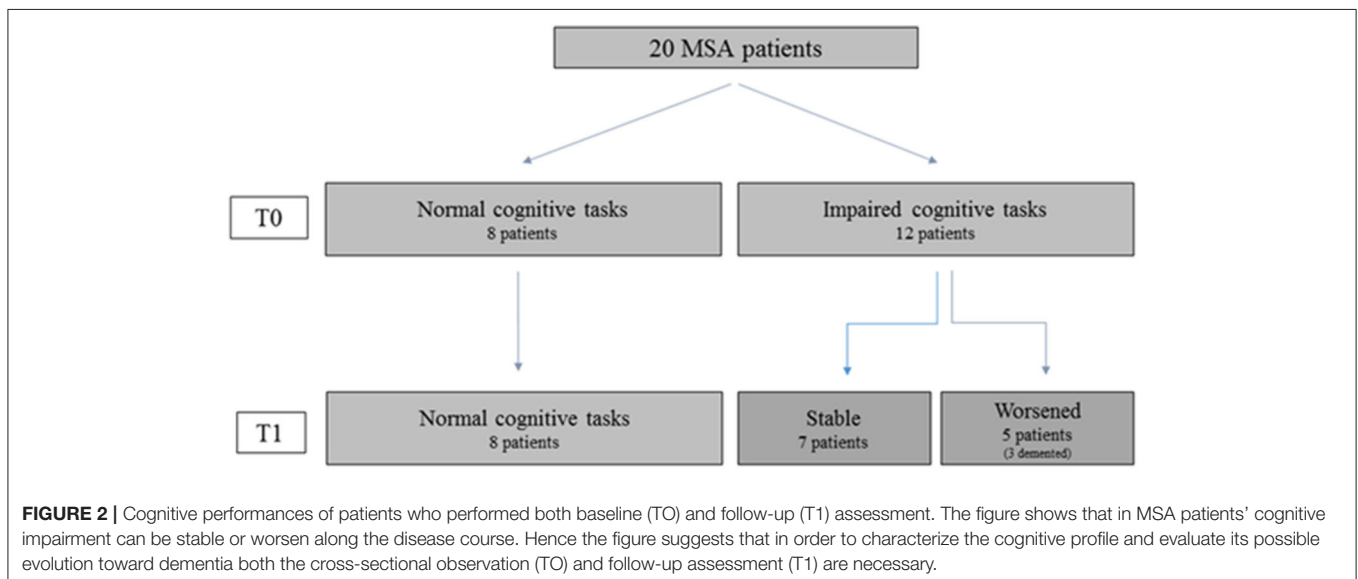 20 MSA patients
T0
Normal cognitive tasks
8 patients
Impaired cognitive tasks
12 patients
T1
Normal cognitive tasks
8 patients
Stable
7 patients
Worsened
5 patients
(3 demented)
FIGURE 2 | Cognitive performances of patients who performed both baseline (TO) and follow-up (T1) assessment. The figure shows that in MSA patients' cognitive
impairment can be stable or worsen along the disease course. Hence the figure suggests that in order to characterize the cognitive profile and evaluate its possible
evolution toward dementia both the cross-sectional observation (TO) and follow-up assessment (T1) are necessary.